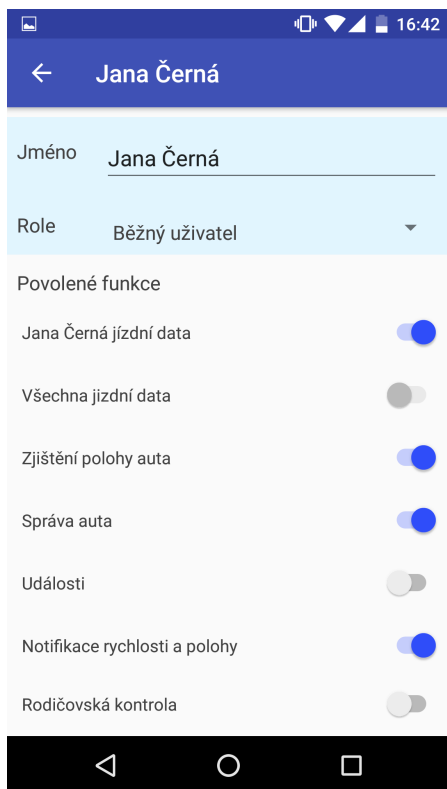 16:42
Jana Černá
Jméno Jana Černá
Role Běžný uživatel
Povolené funkce
Jana Černá jízdní data
Všechna jizdní data
Zjištění polohy auta
Správa auta
Události
Notifikace rychlosti a polohy
Rodičovská kontrola